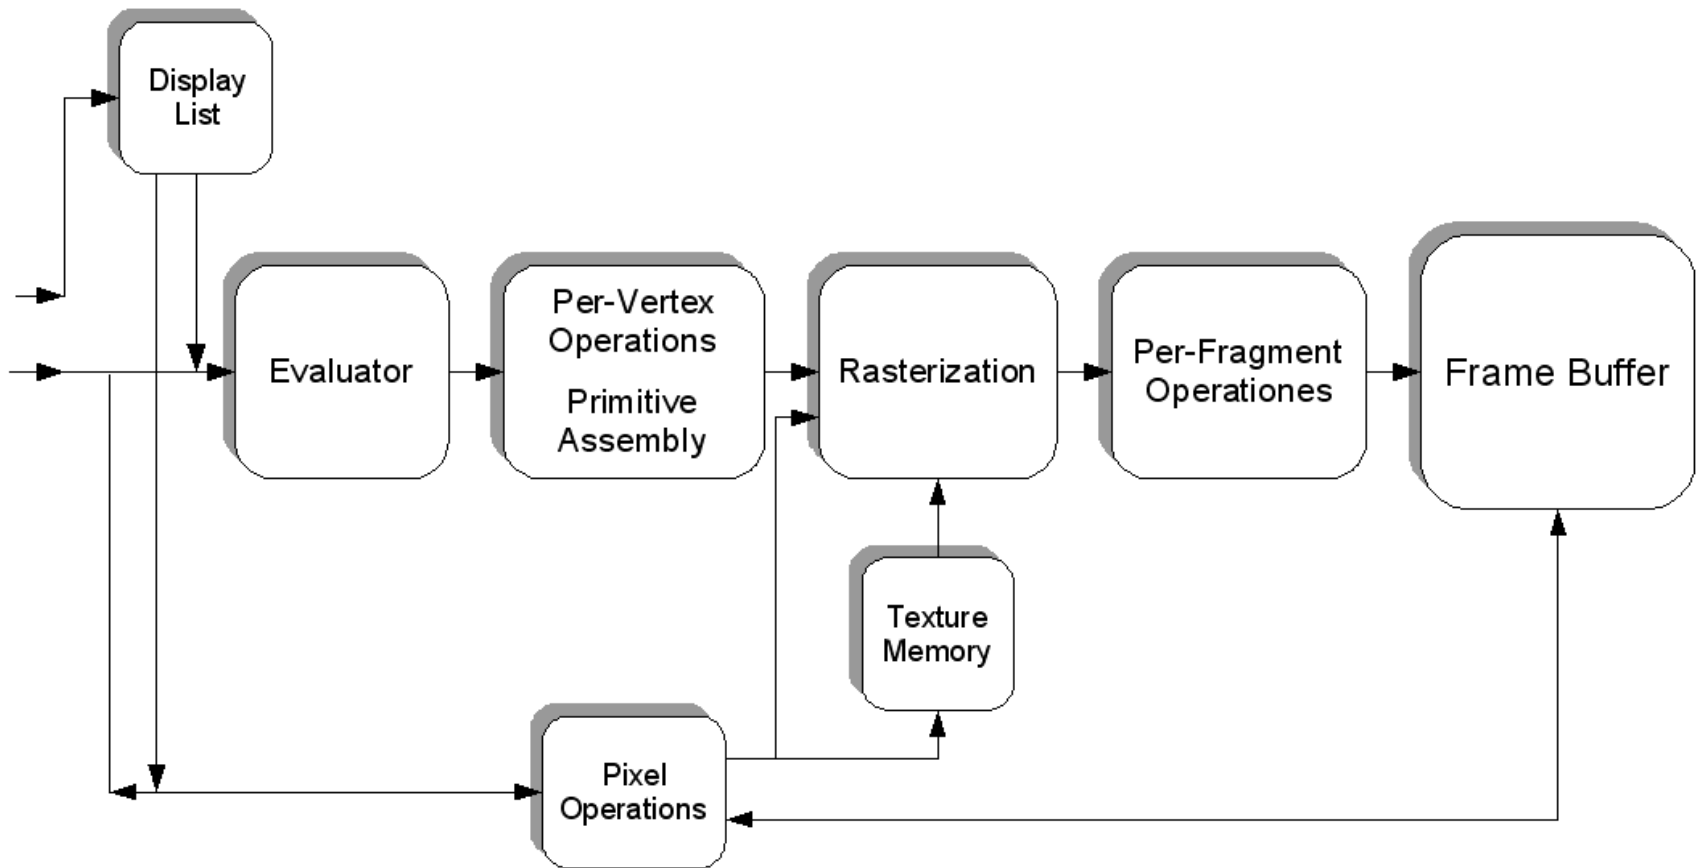 Display
List
Evaluator
Per-Vertex
Operations
Primitive
Assembly
Rasterization
Per-Fragment
Operationes
Frame Buffer
Texture
Memory
Pixel
Operations